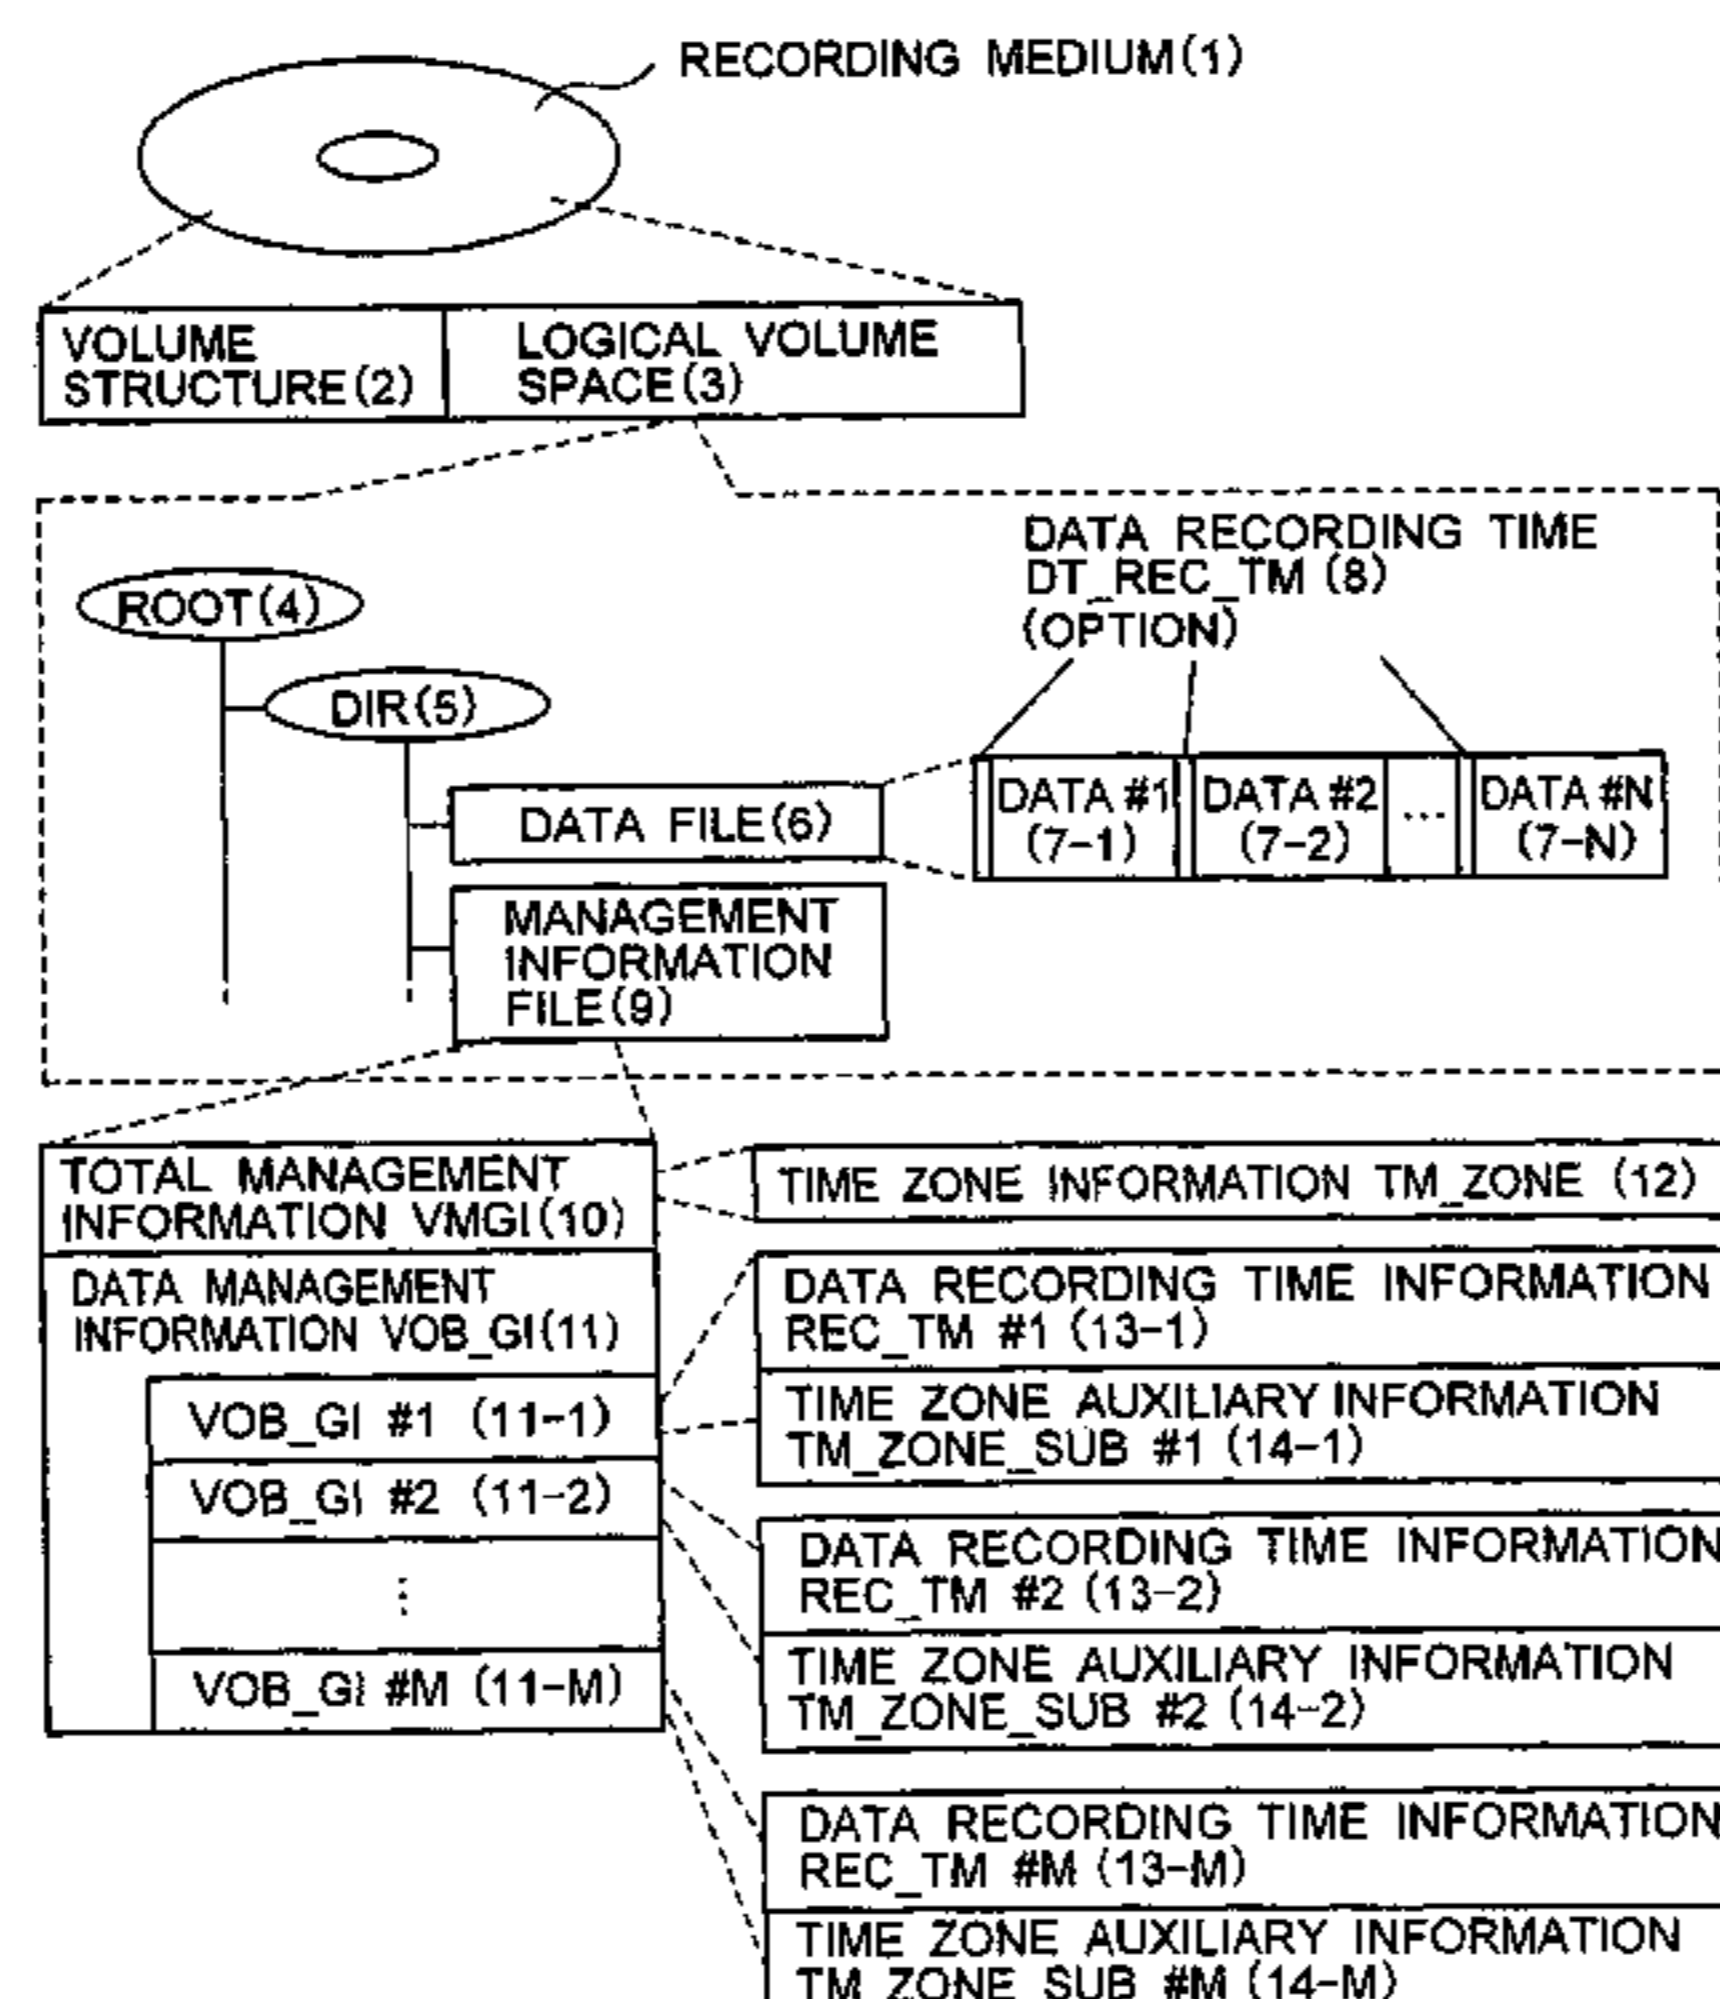 RECORDING MEDIUM(1)
VOLUME
STRUCTURE(2)
LOGICAL VOLUME
SPACE(3)
DATA RECORDING TIME
DT_REC_TM (8)
(OPTION)
ROOT(4)
DIR(5)
DATA FILE(6)
DATA #1
(7-1)
DATA #2
(7-2)
...
DATA #N
(7-N)
MANAGEMENT
INFORMATION
FILE(9)
TOTAL MANAGEMENT
INFORMATION VMGI(10)
TIME ZONE INFORMATION TM_ZONE (12)
DATA MANAGEMENT
INFORMATION VOB_GI(11)
VOB_GI #1 (11-1)
VOB_GI #2 (11-2)
⋮
VOB_GI #M (11-M)
DATA RECORDING TIME INFORMATION
REC_TM #1 (13-1)
TIME ZONE AUXILIARY INFORMATION
TM_ZONE_SUB #1 (14-1)
DATA RECORDING TIME INFORMATION
REC_TM #2 (13-2)
TIME ZONE AUXILIARY INFORMATION
TM_ZONE_SUB #2 (14-2)
DATA RECORDING TIME INFORMATION
REC_TM #M (13-M)
TIME ZONE AUXILIARY INFORMATION
TM_ZONE_SUB #M (14-M)